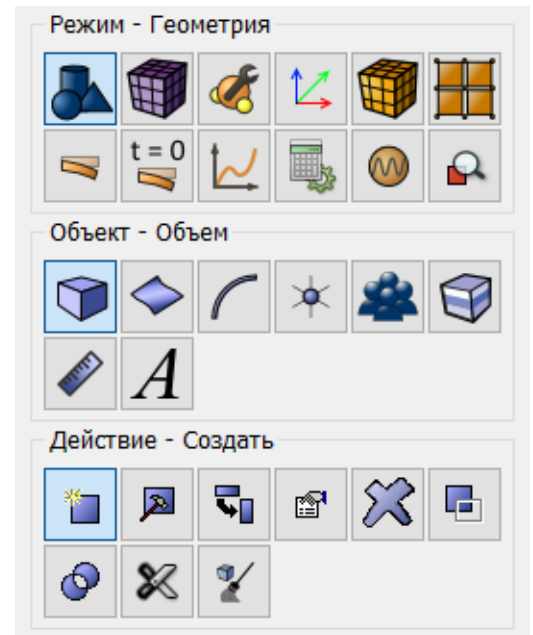 Режим - Геометрия
t = 0
Объект - Объем
A
Действие - Создать